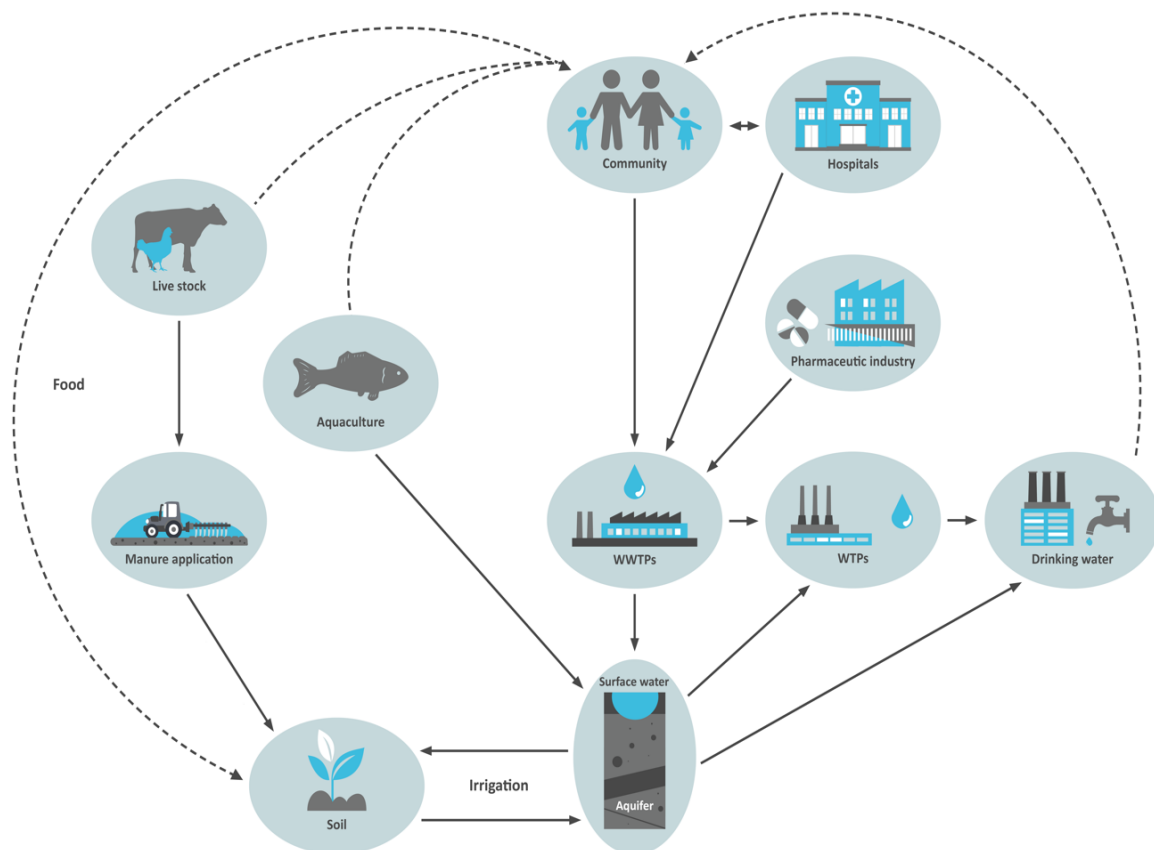 Community
Hospitals
Live stock
Pharmaceutic industry
Food
Aquaculture
Manure application
WWTPs
WTPs
Drinking water
Surface water
Irrigation
Aquifer
Soil